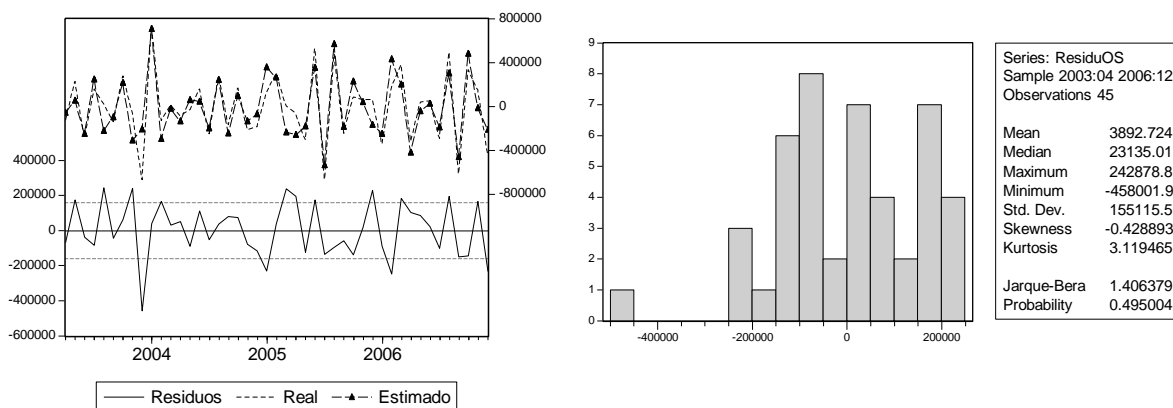 800000
400000
0
-400000
-800000
400000
200000
0
-200000
-400000
-600000
2004 2005 2006
Residuos Real Estimado
9
8
7
6
5
4
3
2
1
0
-400000 -200000 0 200000
Series: ResiduOS
Sample 2003:04 2006:12
Observations 45
Mean 3892.724
Median 23135.01
Maximum 242878.8
Minimum -458001.9
Std. Dev. 155115.5
Skewness -0.428893
Kurtosis 3.119465
Jarque-Bera 1.406379
Probability 0.495004